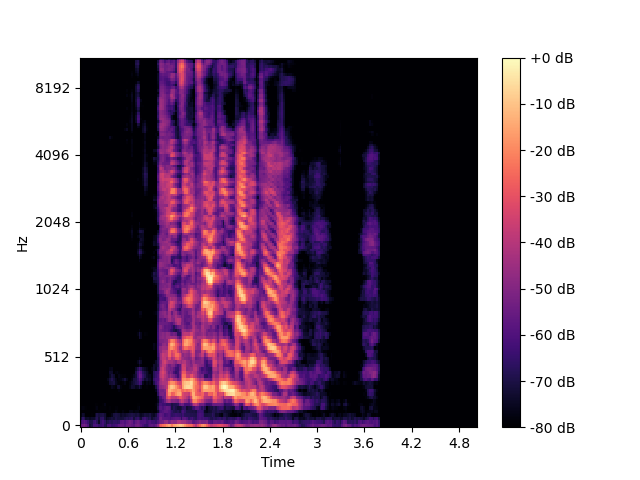 +0 dB
8192
-10 dB
4096
-20 dB
-30 dB
2048
Hz
-40 dB
1024
-50 dB
-60 dB
512
-70 dB
0
-80 dB
0 0.6 1.2 1.8 2.4 3 3.6 4.2 4.8
Time